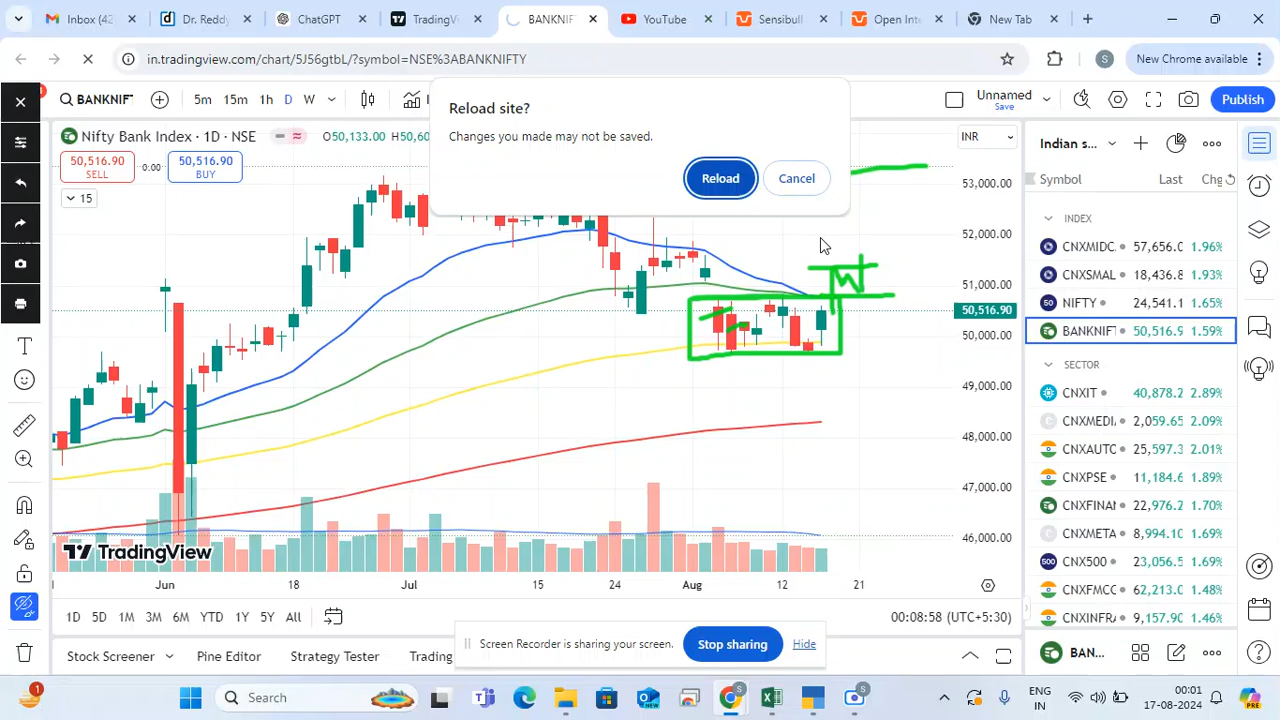 Inbox (42
Dr. Reddy
ChatGPT
TradingV
BANKNIF
YouTube
Sensibull
Open Inte
New Tab
in.tradingview.com/chart/5J56gtbL/?symbol=NSE%3ABANKNIFTY
S
New Chrome available
BANKNIF
5m 15m 1h D W
Reload site?
Changes you made may not be saved.
Reload
Cancel
Unnamed
Save
Publish
Nifty Bank Index · 1D · NSE
O50,133.00 H50,60
50,516.90
SELL
0.00
50,516.90
BUY
15
INR
53,000.00
52,000.00
51,000.00
50,516.90
50,000.00
49,000.00
48,000.00
47,000.00
46,000.00
Indian s...
Symbol Last Chg
INDEX
CNXMIDC 57,656.0 1.96%
CNXSMAL 18,436.8 1.93%
NIFTY 24,541.1 1.65%
BANKNIFT 50,516.9 1.59%
SECTOR
CNXIT 40,878.2 2.89%
CNXMEDI 2,059.65 2.09%
CNXAUTO 25,597.3 2.01%
CNXPSE 11,184.6 1.89%
CNXFINAN 22,976.2 1.70%
CNXMETA 8,994.10 1.69%
CNX500 23,056.5 1.69%
CNXFMCG 62,213.0 1.48%
CNXINFRA 9,157.90 1.46%
TradingView
Jun 18 Jul 15 24 Aug 12 21
1D 5D 1M 3M 6M YTD 1Y 5Y All
00:08:58 (UTC+5:30)
Screen Recorder is sharing your screen.
Stop sharing
Hide
Stock Screener
Pine Editor
Strategy Tester
Trading
BAN...
1
Search
ENG
IN
00:01
17-08-2024